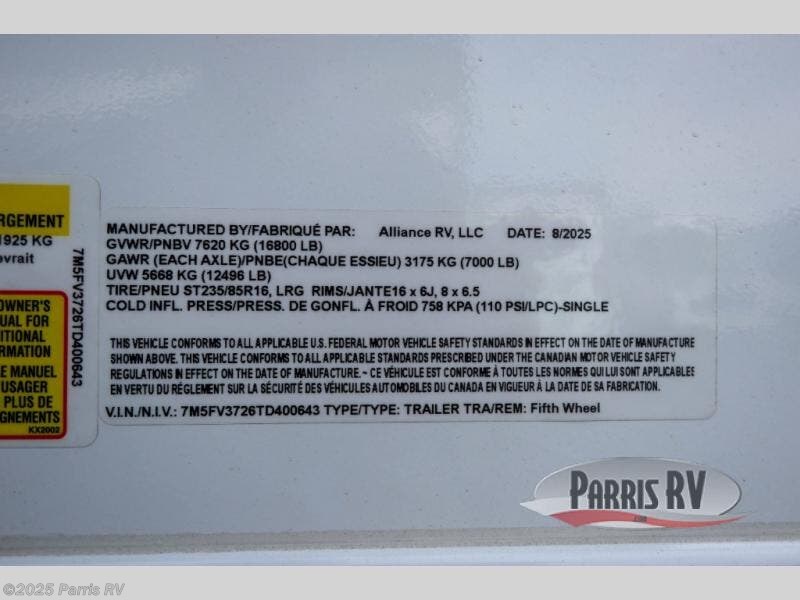 RGEMENT
1925 KG
evrait
7M5FV3726TD400643
OWNER'S
UAL FOR
ITIONAL
RMATION
E MANUEL
'USAGER
PLUS DE
GNEMENTS
KX2002
MANUFACTURED BY/FABRIQUÉ PAR: Alliance RV, LLC DATE: 8/2025
GVWR/PNBV 7620 KG (16800 LB)
GAWR (EACH AXLE)/PNBE(CHAQUE ESSIEU) 3175 KG (7000 LB)
UVW 5668 KG (12496 LB)
TIRE/PNEU ST235/85R16, LRG RIMS/JANTE16 x 6J, 8 x 6.5
COLD INFL. PRESS/PRESS. DE GONFL. À FROID 758 KPA (110 PSI/LPC)-SINGLE
THIS VEHICLE CONFORMS TO ALL APPLICABLE U.S. FEDERAL MOTOR VEHICLE SAFETY STANDARDS IN EFFECT ON THE DATE OF MANUFACTURE
SHOWN ABOVE. THIS VEHICLE CONFORMS TO ALL APPLICABLE STANDARDS PRESCRIBED UNDER THE CANADIAN MOTOR VEHICLE SAFETY
REGULATIONS IN EFFECT ON THE DATE OF MANUFACTURE. ~ CE VÉHICULE EST CONFORME À TOUTES LES NORMES QUI LUI SONT APPLICABLES
EN VERTU DU RÉGLEMENT SUR LA SÉCURITÉ DES VÉHICULES AUTOMOBILES DU CANADA EN VIGUEUR À LA DATE DE SA FABRICATION.
V.I.N./N.I.V.: 7M5FV3726TD400643 TYPE/TYPE: TRAILER TRA/REM: Fifth Wheel
PARRIS RV
.COM
©2025 Parris RV